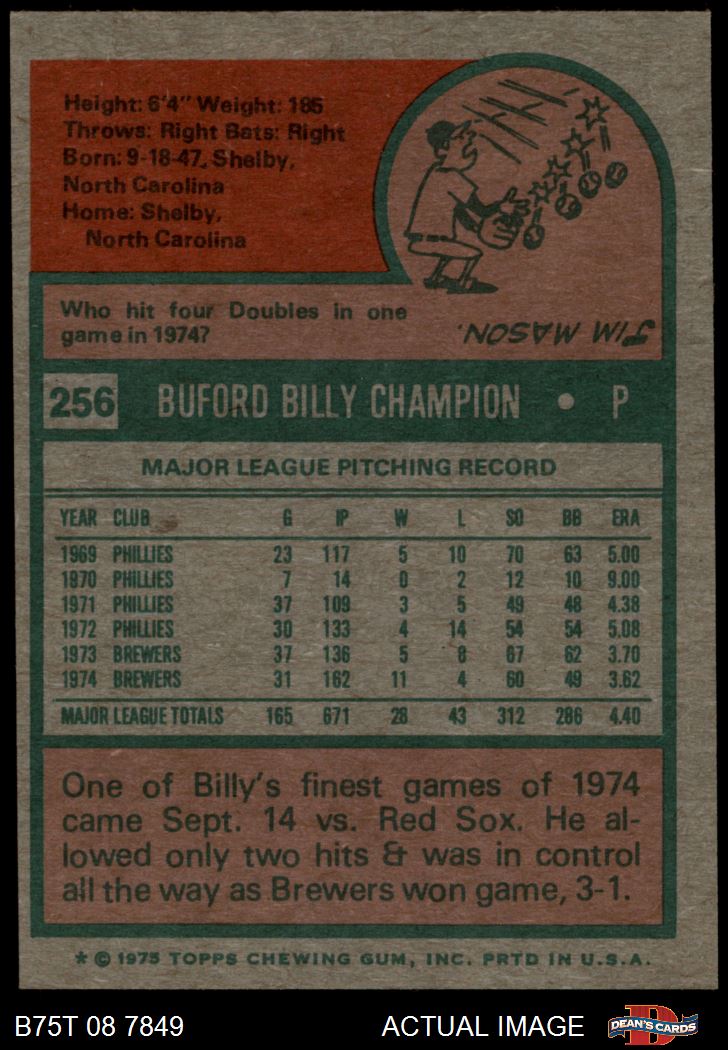 Height: 6'4" Weight: 185
Throws: Right Bats: Right
Born: 9-18-47, Shelby,
North Carolina
Home: Shelby,
North Carolina
Who hit four Doubles in one
game in 1974?
JIM MASON.
256 BUFORD BILLY CHAMPION • P
MAJOR LEAGUE PITCHING RECORD
YEAR CLUB G IP W L SO BB ERA
1969 PHILLIES 23 117 5 10 70 63 5.00
1970 PHILLIES 7 14 0 2 12 10 9.00
1971 PHILLIES 37 109 3 5 49 48 4.38
1972 PHILLIES 30 133 4 14 54 54 5.08
1973 BREWERS 37 136 5 8 67 62 3.70
1974 BREWERS 31 162 11 4 60 49 3.62
MAJOR LEAGUE TOTALS 165 671 28 43 312 286 4.40
One of Billy's finest games of 1974
came Sept. 14 vs. Red Sox. He al-
lowed only two hits & was in control
all the way as Brewers won game, 3-1.
* © 1975 TOPPS CHEWING GUM, INC. PRTD IN U.S.A.
B75T 08 7849 ACTUAL IMAGE DEAN'S CARDS